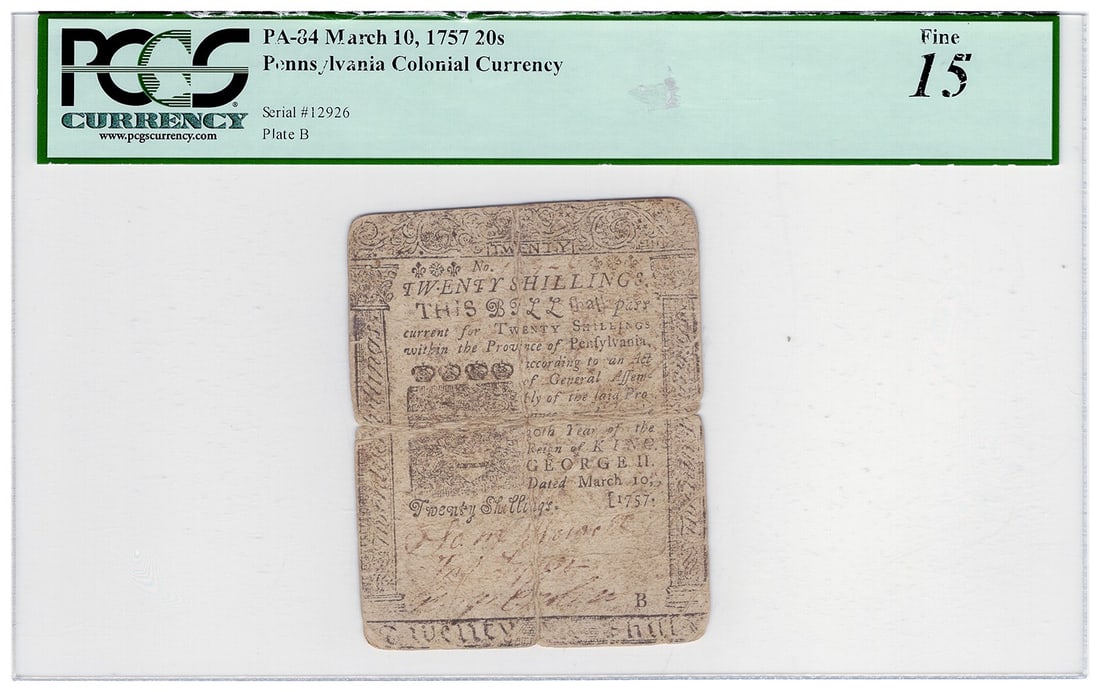 PCGS
CURRENCY
www.pcgscurrency.com
PA-84 March 10, 1757 20s
Pennsylvania Colonial Currency
Serial #12926
Plate B
Fine
15
TWENTY
No.
TWENTY SHILLINGS.
THIS BILL shall pass
current for TWENTY SHILLINGS
within the Province of Pensylvania,
according to an Act
of General Assem-
bly of the said Pro
30th Year of the
Reign of KING
GEORGE II.
Dated March 10,
[1757.
Twenty Shillings.
B
Twenty Shill